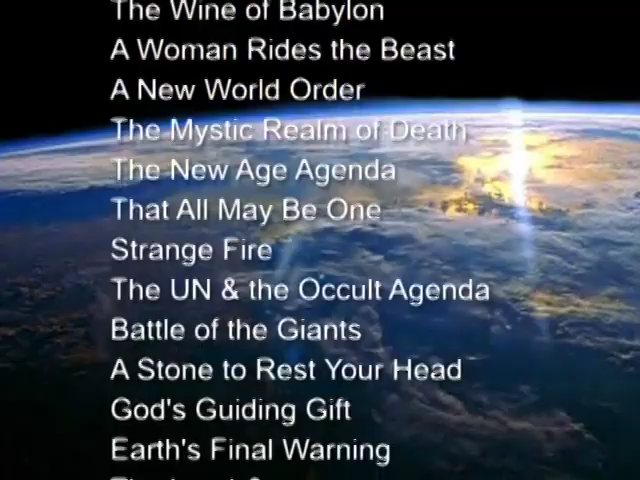 The Wine of Babylon
A Woman Rides the Beast
A New World Order
The Mystic Realm of Death
The New Age Agenda
That All May Be One
Strange Fire
The UN & the Occult Agenda
Battle of the Giants
A Stone to Rest Your Head
God's Guiding Gift
Earth's Final Warning